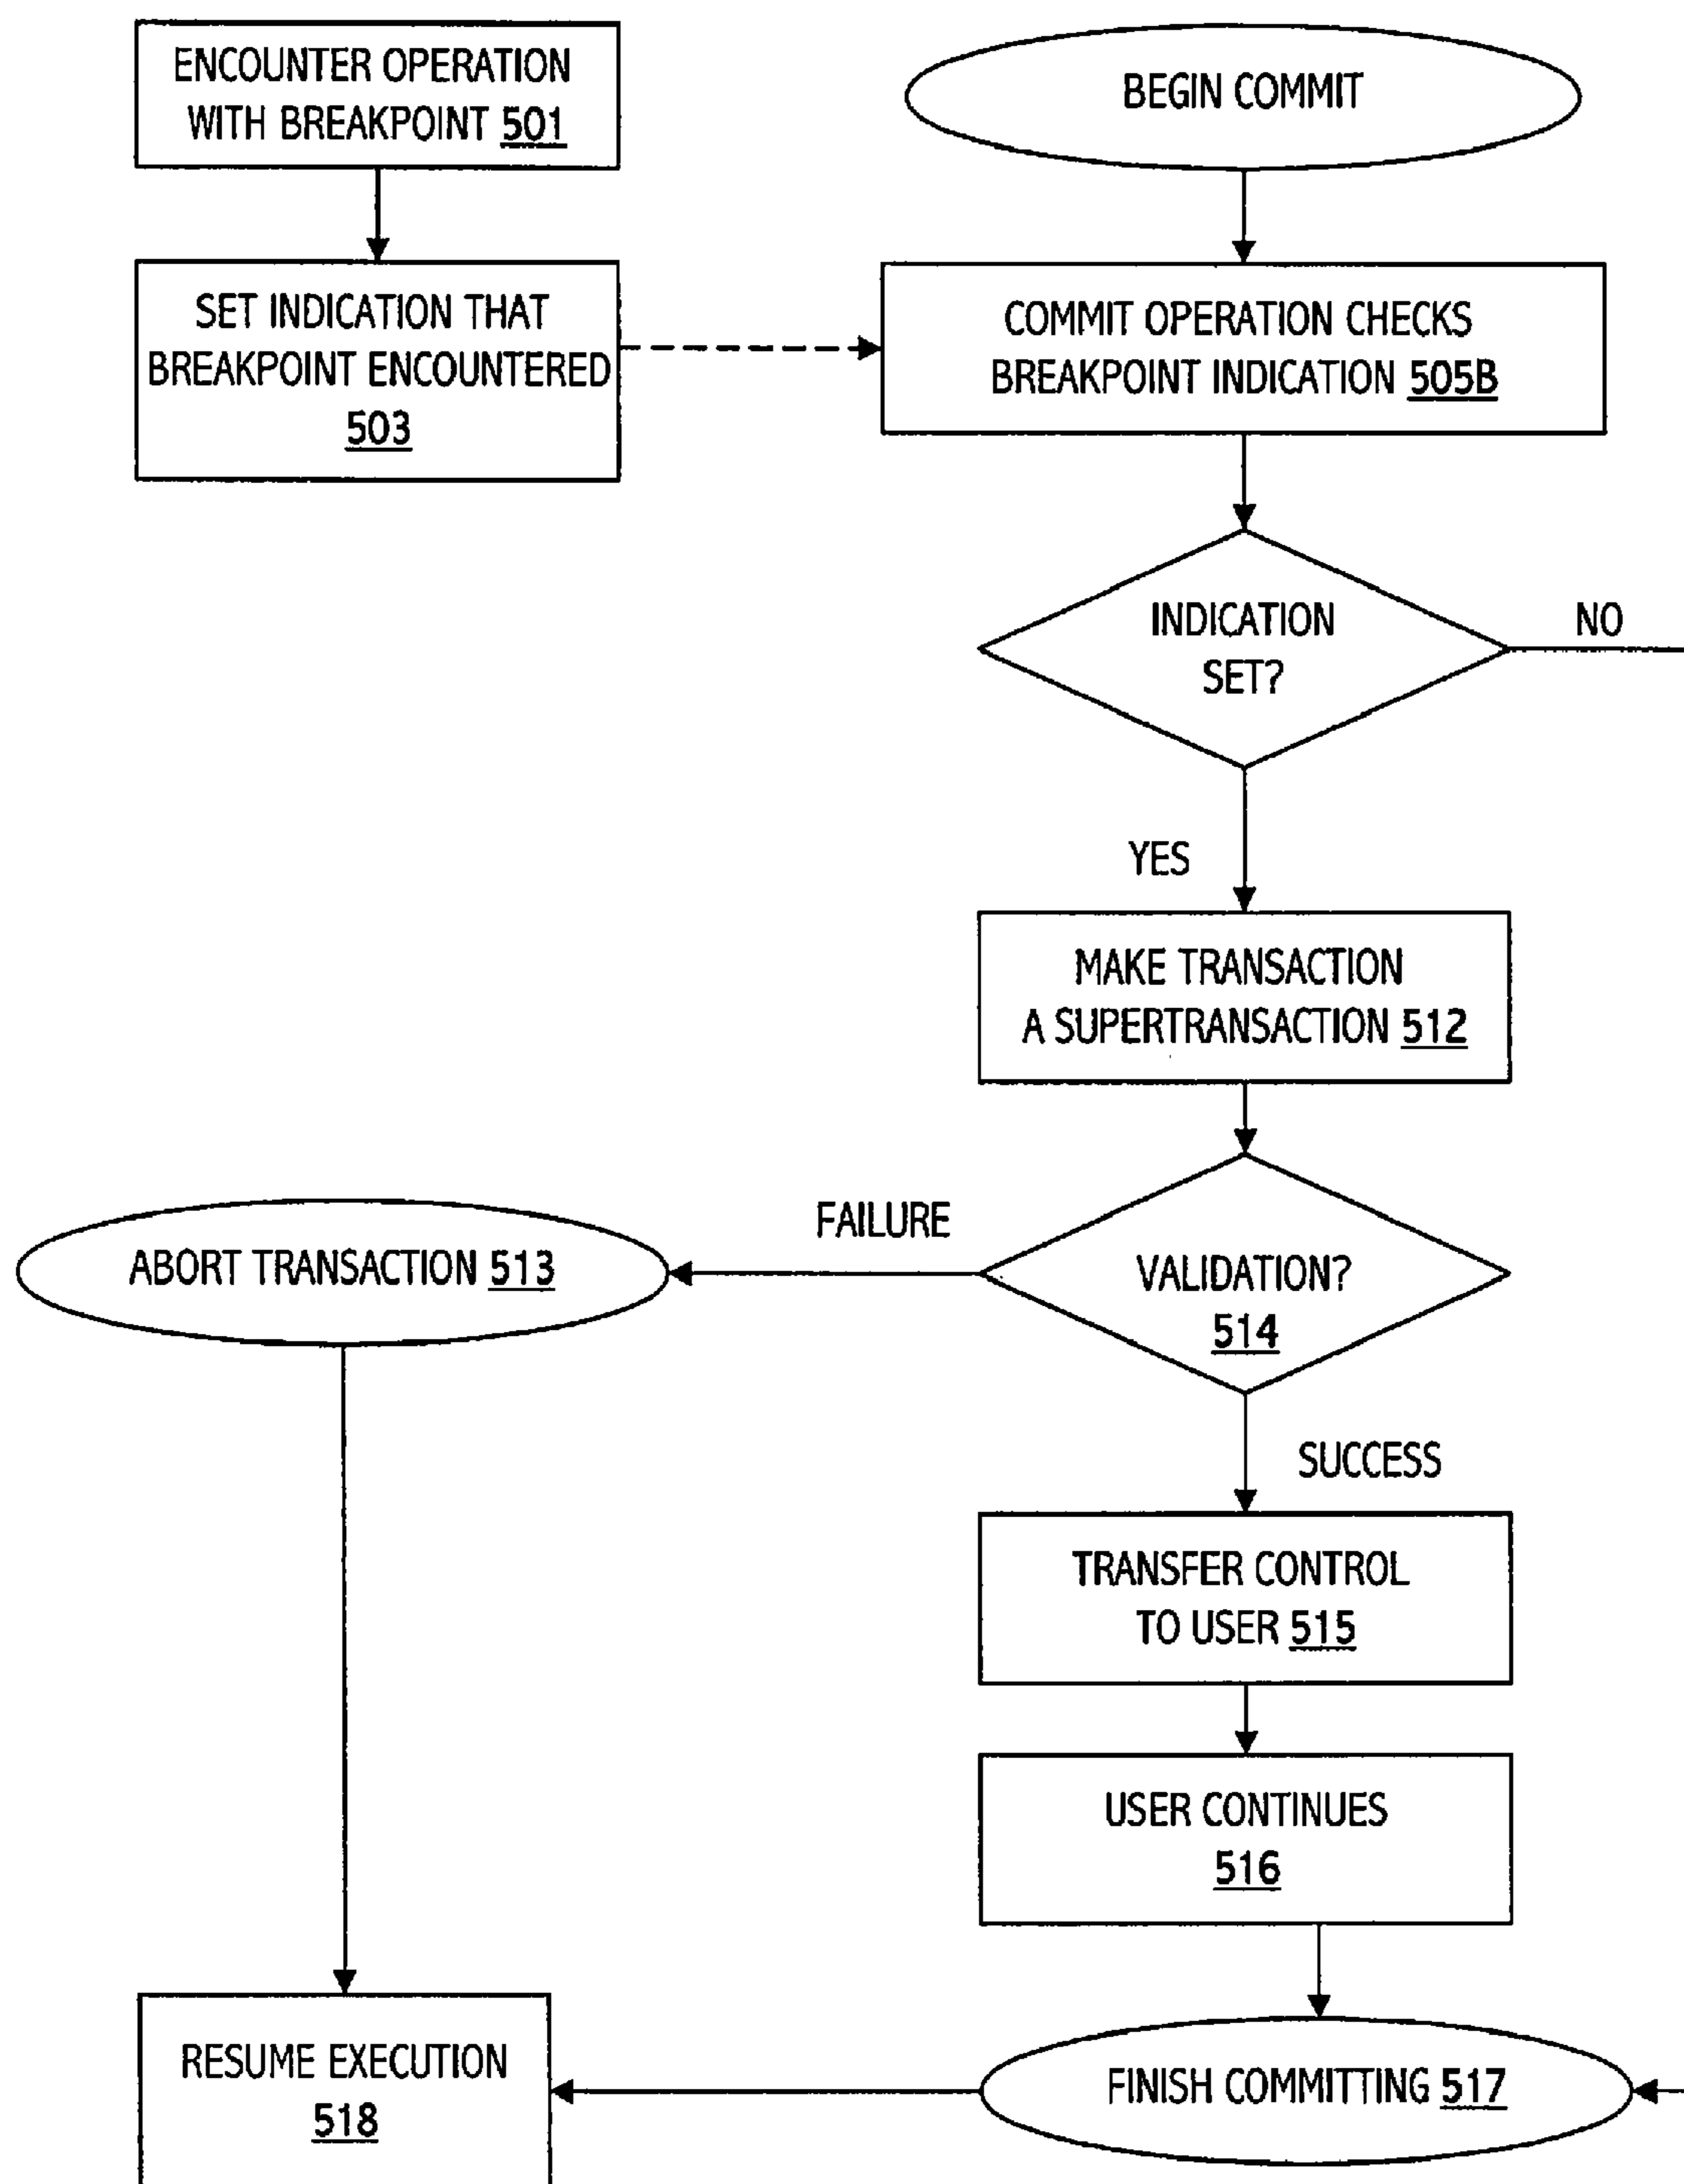 ENCOUNTER OPERATION
WITH BREAKPOINT 501
BEGIN COMMIT
SET INDICATION THAT
BREAKPOINT ENCOUNTERED
503
COMMIT OPERATION CHECKS
BREAKPOINT INDICATION 505B
INDICATION
SET?
NO
YES
MAKE TRANSACTION
A SUPERTRANSACTION 512
FAILURE
ABORT TRANSACTION 513
VALIDATION?
514
SUCCESS
TRANSFER CONTROL
TO USER 515
USER CONTINUES
516
RESUME EXECUTION
518
FINISH COMMITTING 517